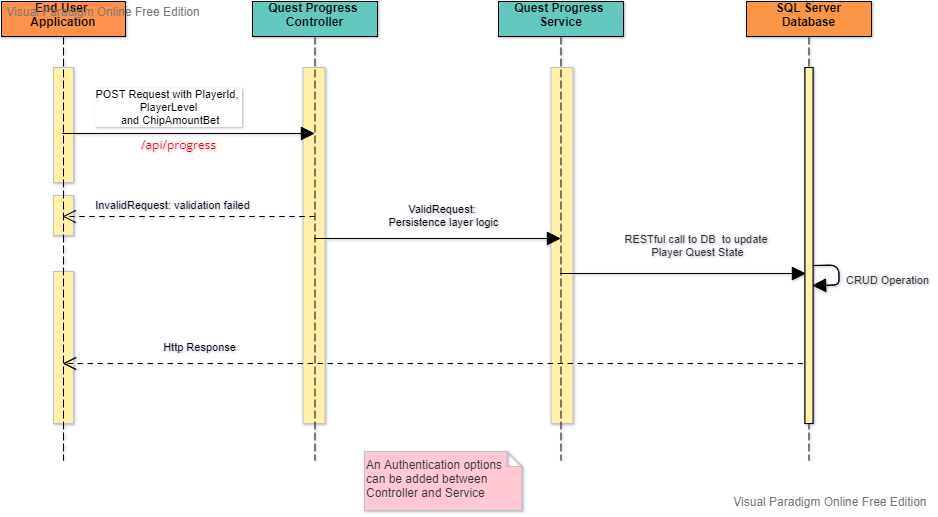 Visual Paradigm Online Free Edition
End User
Application
Quest Progress
Controller
Quest Progress
Service
SQL Server
Database
POST Request with PlayerId,
PlayerLevel
and ChipAmountBet
/api/progress
InvalidRequest: validation failed
ValidRequest:
Persistence layer logic
RESTful call to DB to update
Player Quest State
CRUD Operation
Http Response
An Authentication options
can be added between
Controller and Service
Visual Paradigm Online Free Edition